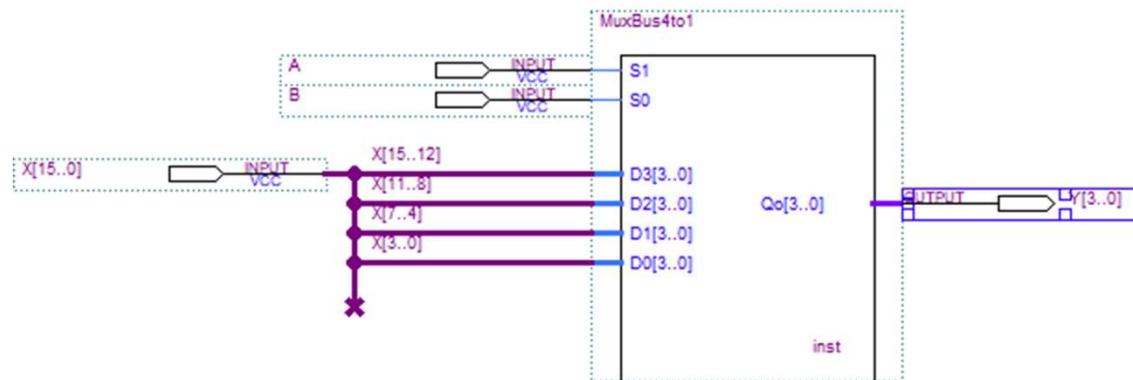 MuxBus4to1
A INPUT VCC S1
B INPUT VCC S0
X[15..0] INPUT VCC X[15..12] D3[3..0]
X[11..8] D2[3..0] Qo[3..0] OUTPUT Y[3..0]
X[7..4] D1[3..0]
X[3..0] D0[3..0]
inst